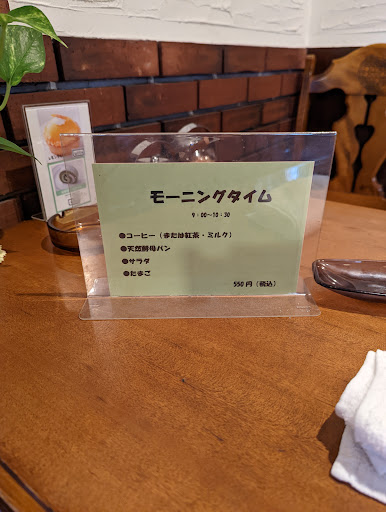 モーニングタイム
9：00～10：30
●コーヒー（または紅茶・ミルク）
●天然酵母パン
●サラダ
●たまご
550円（税込）